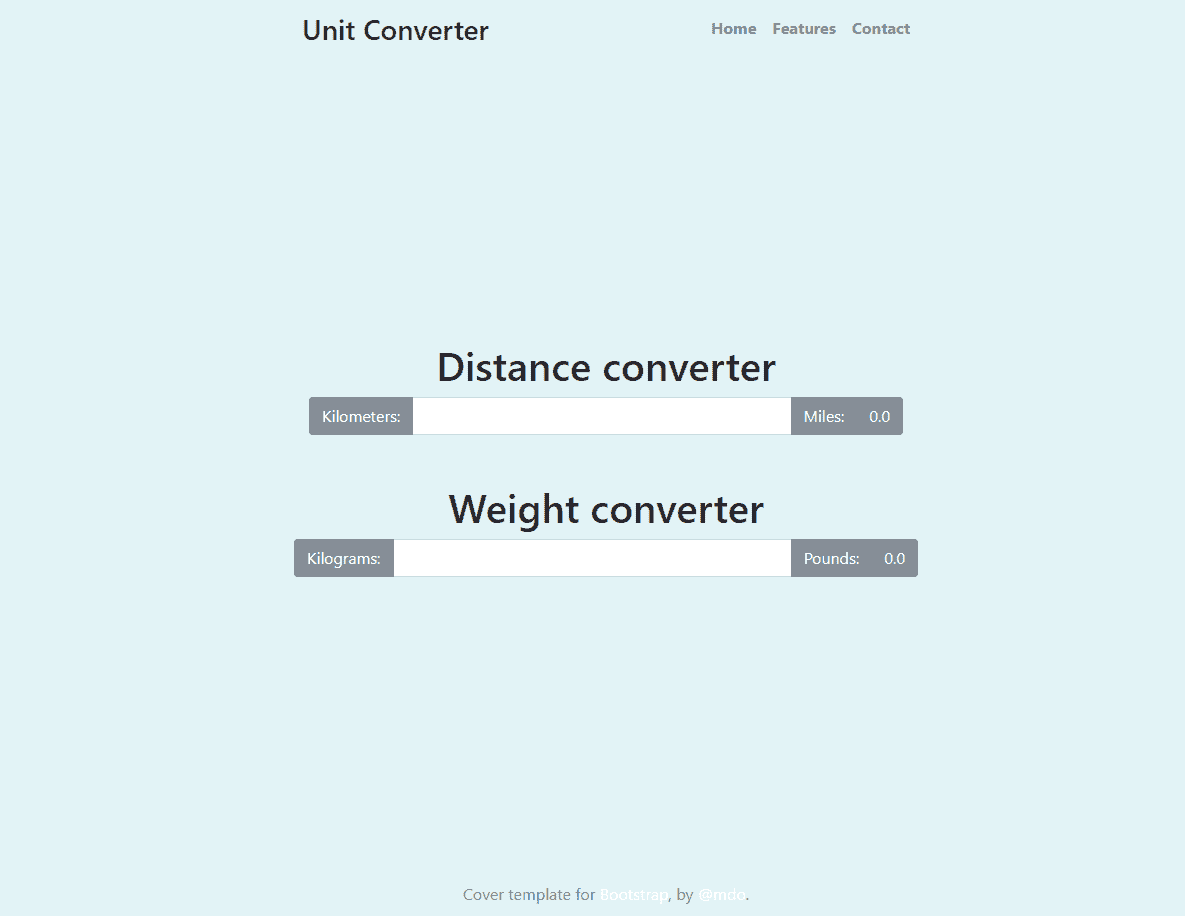 Unit Converter Home Features Contact
Distance converter
Kilometers: Miles: 0.0
Weight converter
Kilograms: Pounds: 0.0
Cover template for Bootstrap, by @mdo.